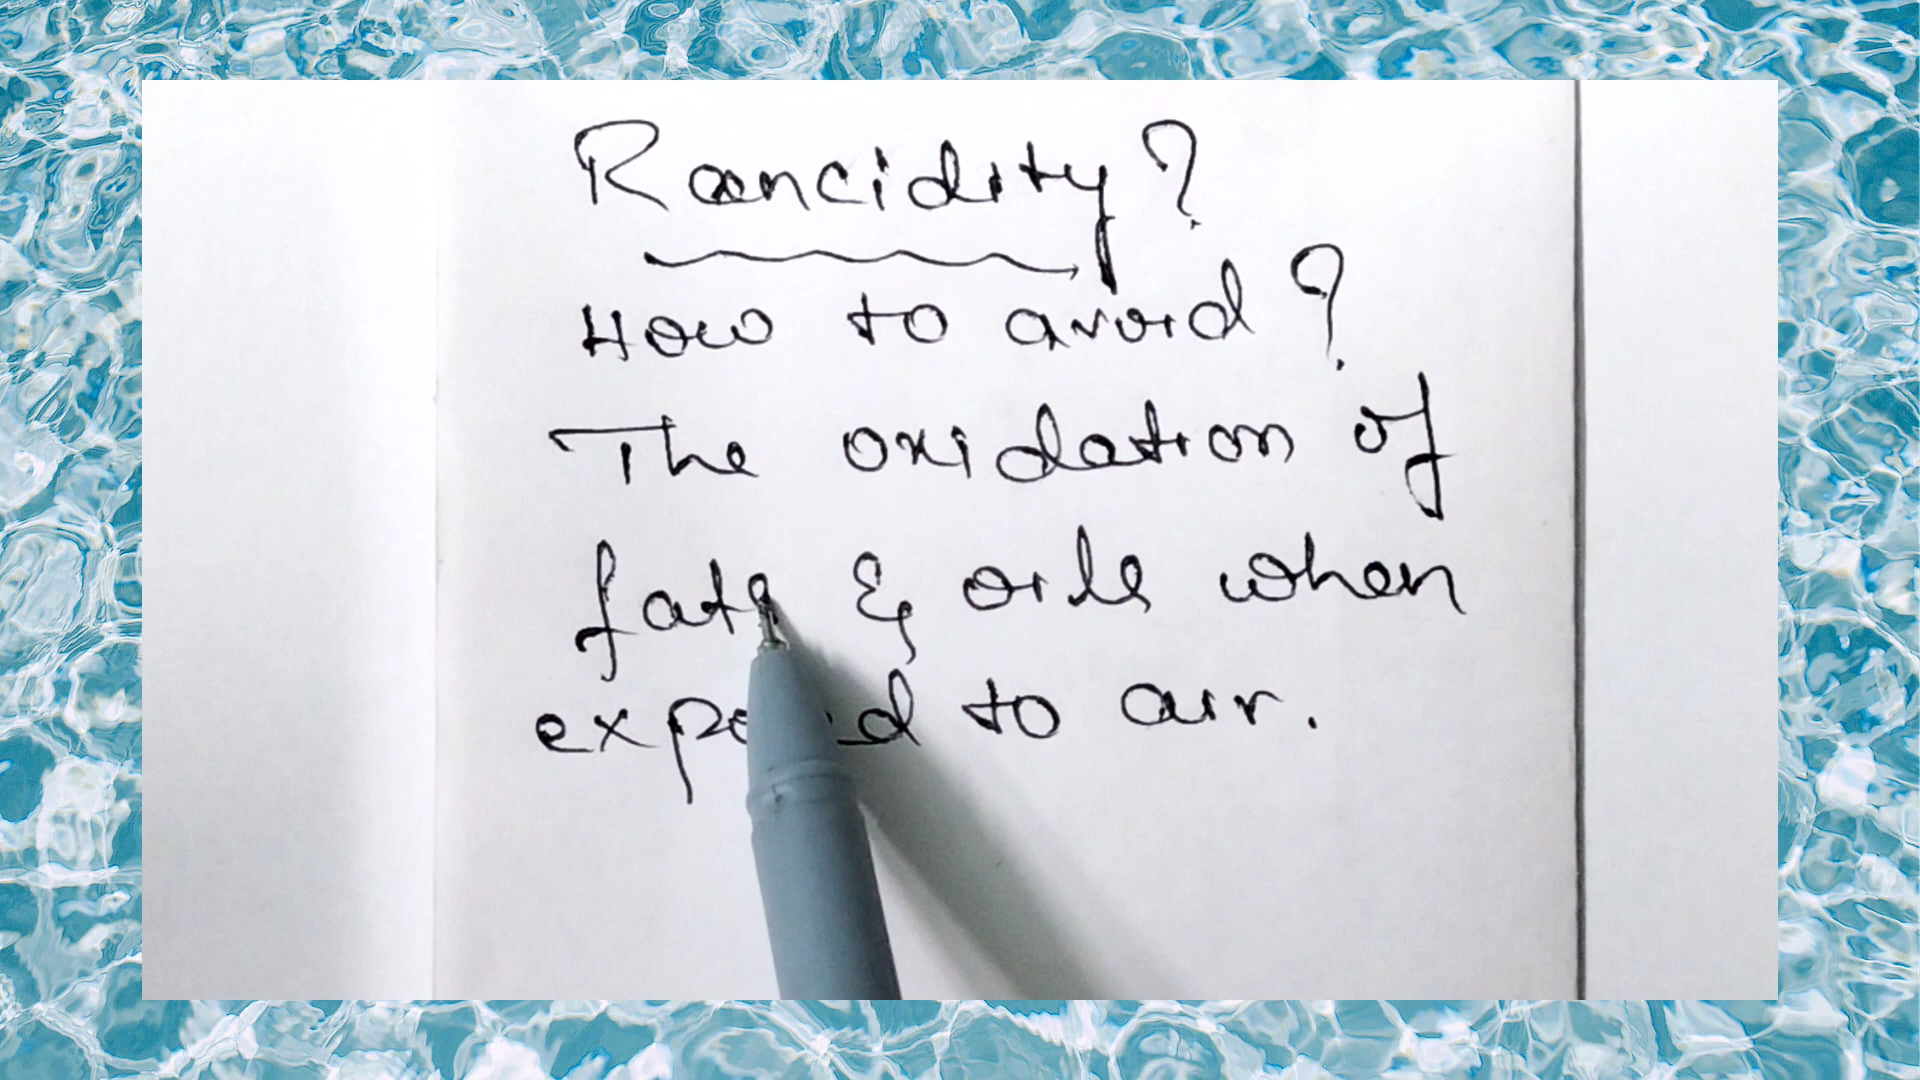 Rancidity?
How to avoid?
The oxidation of
fats & oils when
to air.